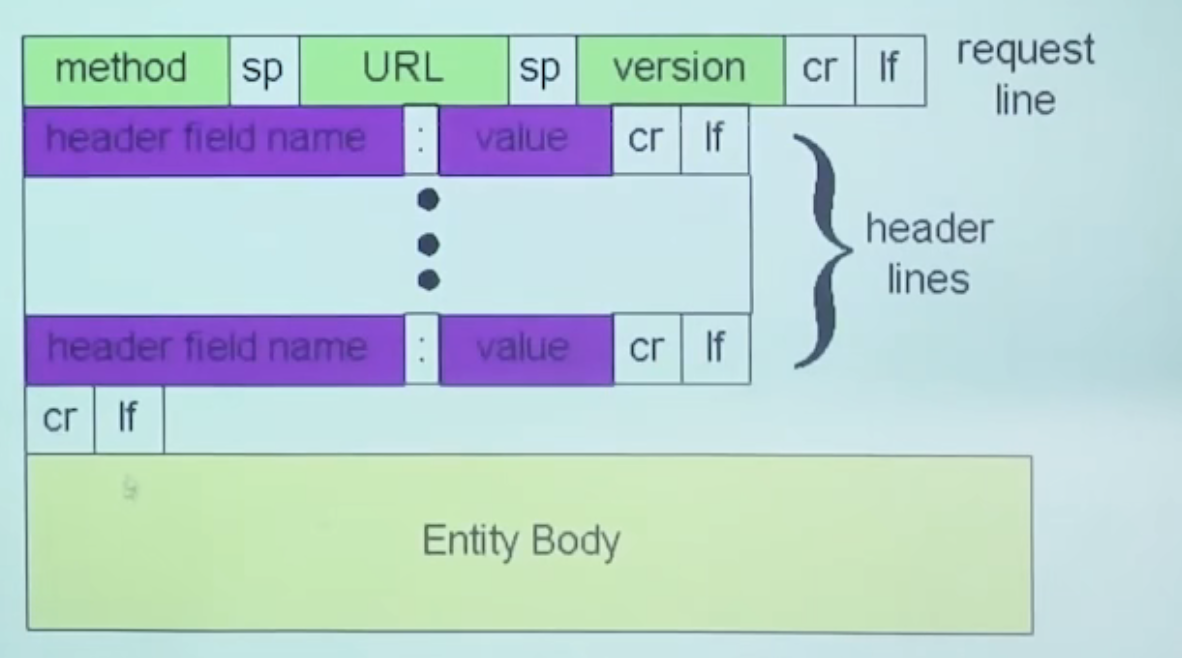 method sp URL sp version cr lf
request
line
header field name : value cr lf
header
lines
header field name : value cr lf
cr lf
Entity Body